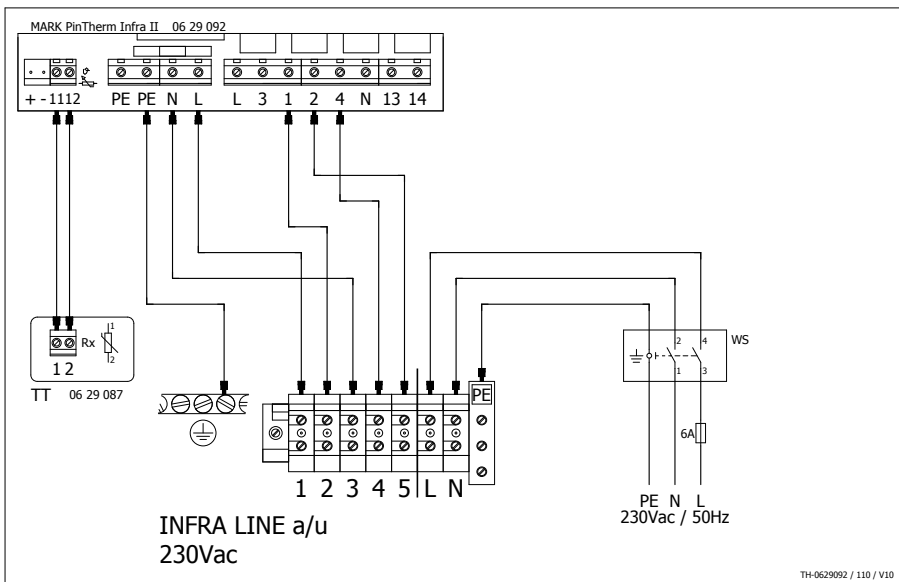 MARK PinTherm Infra II 06 29 092
+ - 11 12 PE PE N L L 3 1 2 4 N 13 14
1 2 Rx 1 2
TT 06 29 087
PE
1 2 3 4 5 L N
INFRA LINE a/u
230Vac
2 4 WS
1 3
6A
PE N L
230Vac / 50Hz
TH-0629092 / 110 / V10